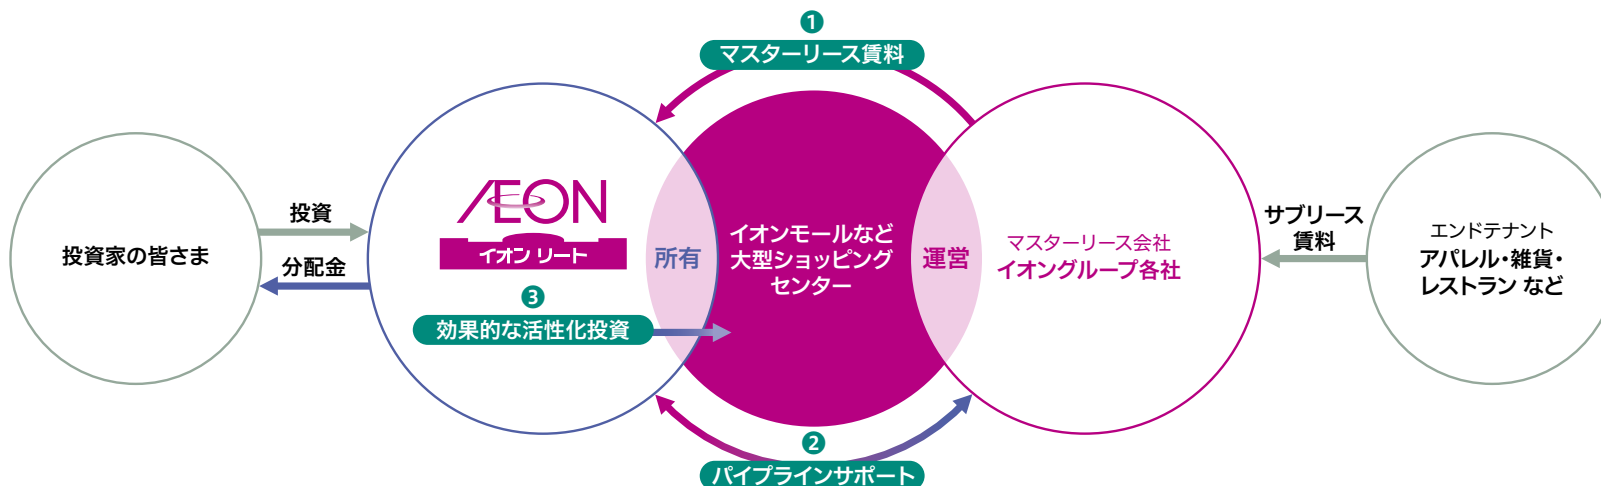 ❶
マスターリース賃料
投資家の皆さま
投資
分配金
ÆON
イオン リート
所有
❸
効果的な活性化投資
イオンモールなど
大型ショッピング
センター
運営
マスターリース会社
イオングループ各社
サブリース
賃料
エンドテナント
アパレル・雑貨・
レストラン など
❷
パイプラインサポート